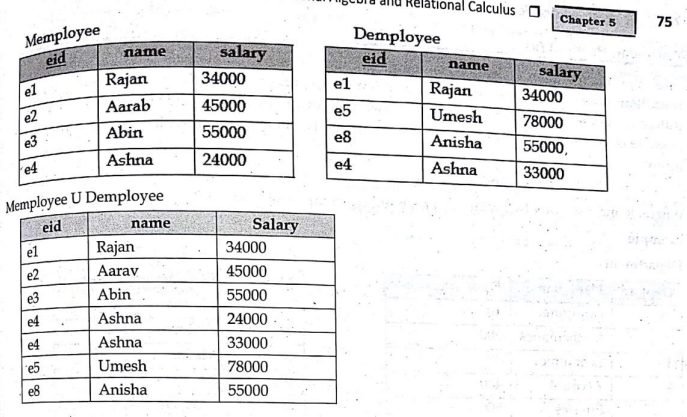 Algebra and Relational Calculus Chapter 5 75
Memployee
eid name salary
e1 Rajan 34000
e2 Aarab 45000
e3 Abin 55000
e4 Ashna 24000
Demployee
eid name salary
e1 Rajan 34000
e5 Umesh 78000
e8 Anisha 55000,
e4 Ashna 33000
Memployee U Demployee
eid name Salary
e1 Rajan 34000
e2 Aarav 45000
e3 Abin 55000
e4 Ashna 24000
e4 Ashna 33000
e5 Umesh 78000
e8 Anisha 55000